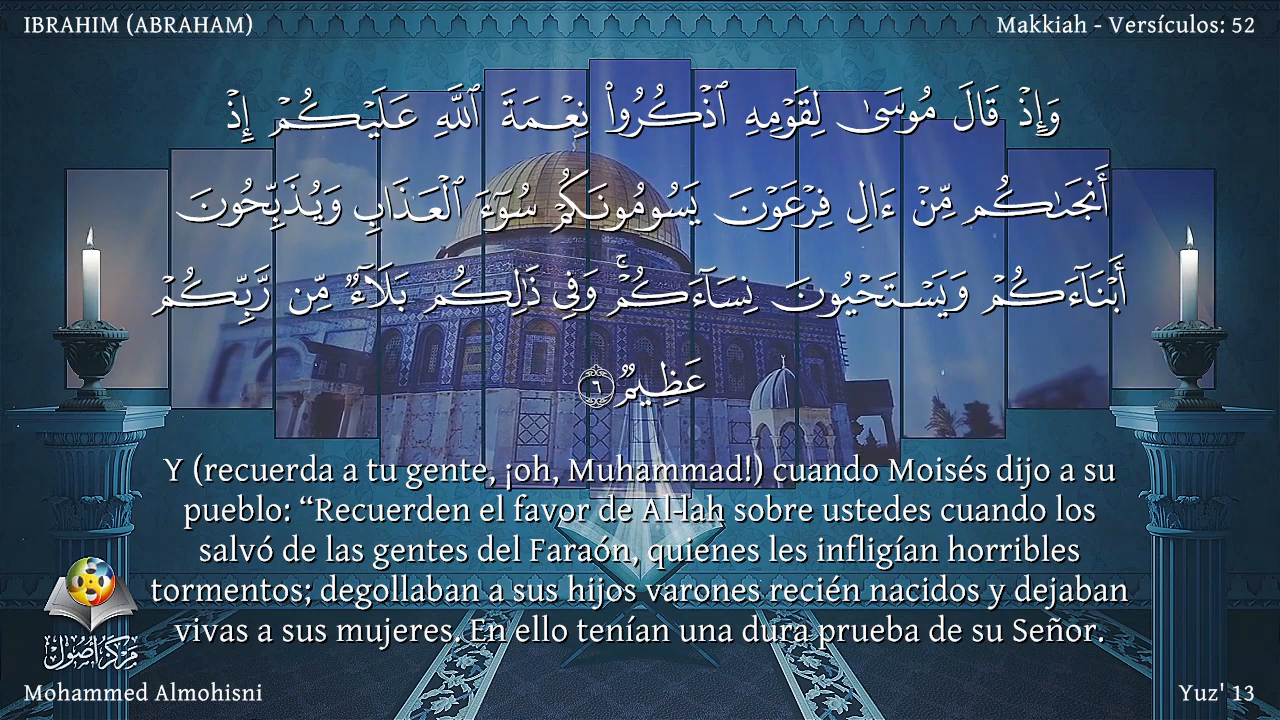 IBRAHIM (ABRAHAM)
Makkiah - Versículos: 52
وَإِذۡ قَالَ مُوسَىٰ لِقَوۡمِهِ ٱذۡكُرُواْ نِعۡمَةَ ٱللَّهِ عَلَيۡكُمۡ إِذۡ
أَنجَىٰكُم مِّنۡ ءَالِ فِرۡعَوۡنَ يَسُومُونَكُمۡ سُوٓءَ ٱلۡعَذَابِ وَيُذَبِّحُونَ
أَبۡنَآءَكُمۡ وَيَسۡتَحۡيُونَ نِسَآءَكُمۡۚ وَفِي ذَٰلِكُم بَلَآءٞ مِّن رَّبِّكُمۡ
عَظِيمٞ ٦
Y (recuerda a tu gente, ¡oh, Muhammad!) cuando Moisés dijo a su
pueblo: “Recuerden el favor de Al-lah sobre ustedes cuando los
salvó de las gentes del Faraón, quienes les infligían horribles
tormentos; degollaban a sus hijos varones recién nacidos y dejaban
vivas a sus mujeres. En ello tenían una dura prueba de su Señor.
مركز أصول
Mohammed Almohisni
Yuz' 13